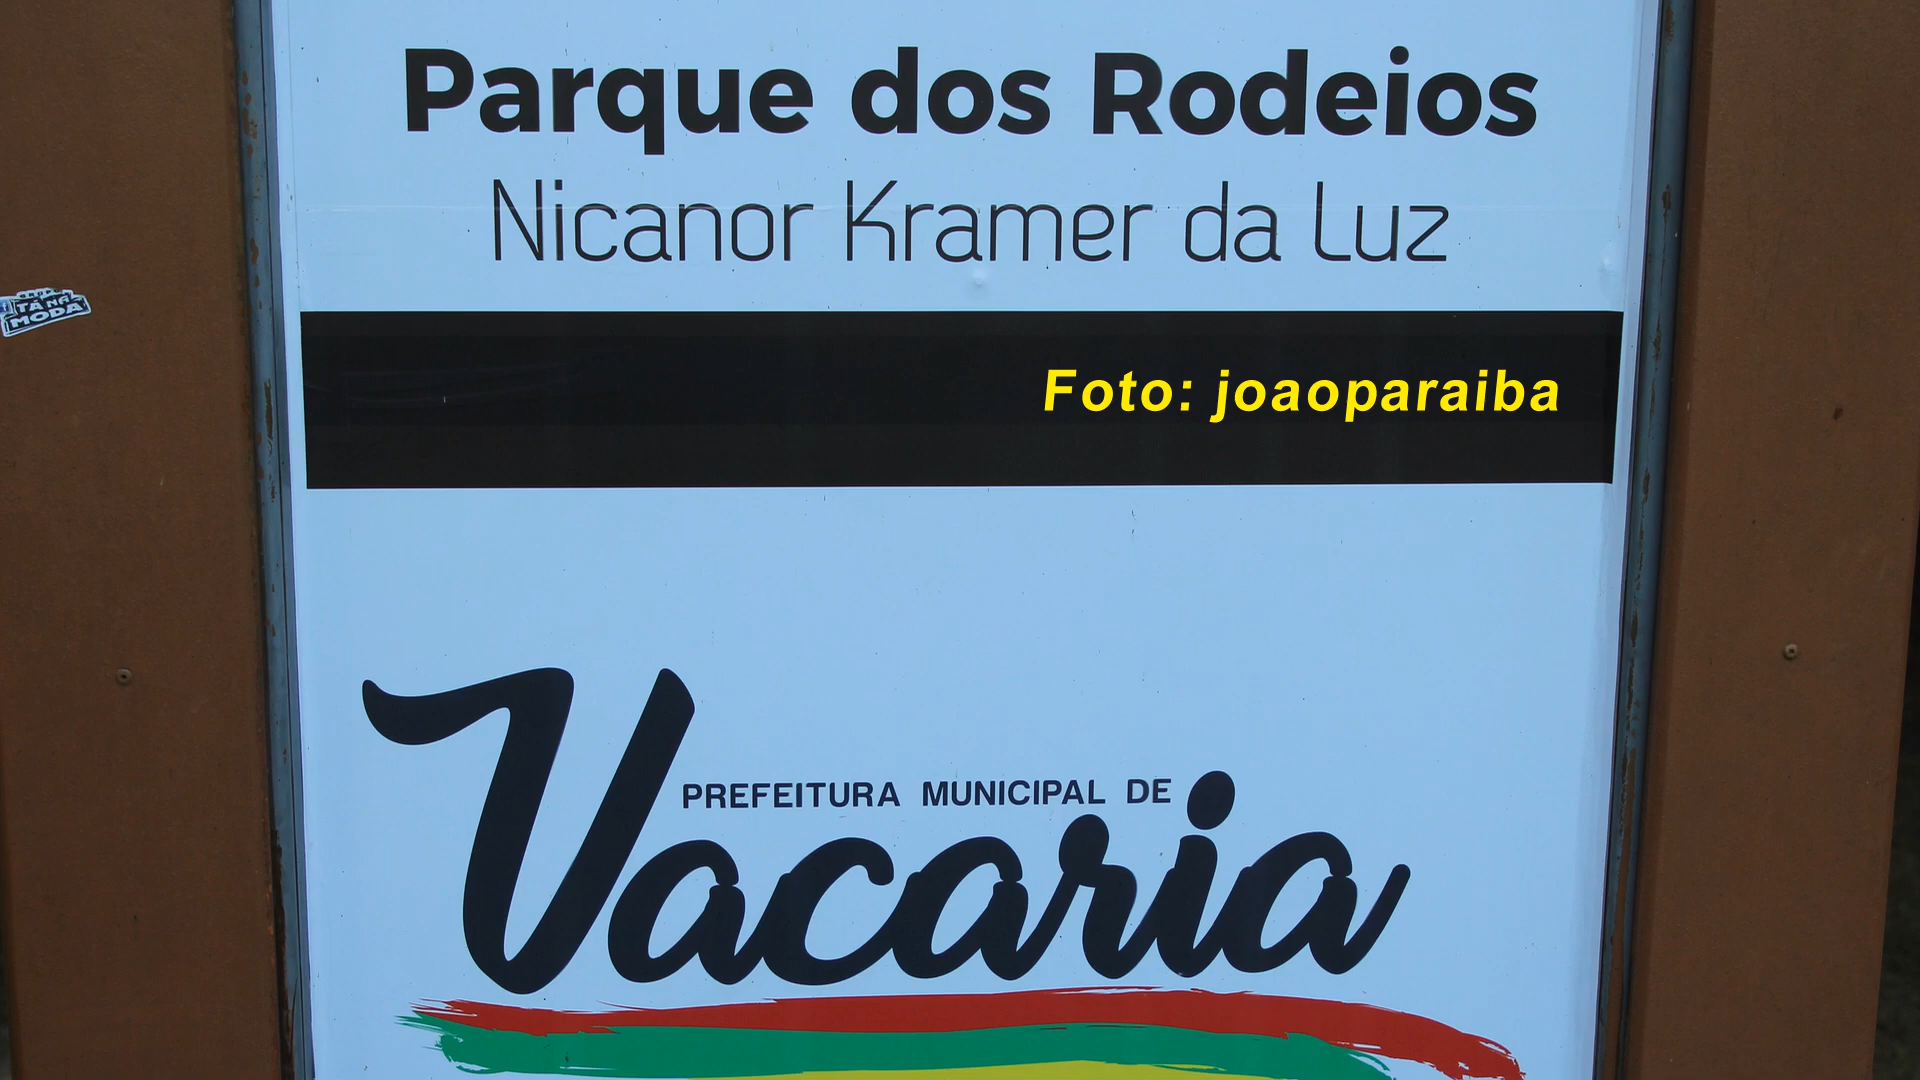 Parque dos Rodeios
Nicanor Kramer da Luz
TÁ NA
MODA
Foto: joaoparaiba
PREFEITURA MUNICIPAL DE
Vacaria